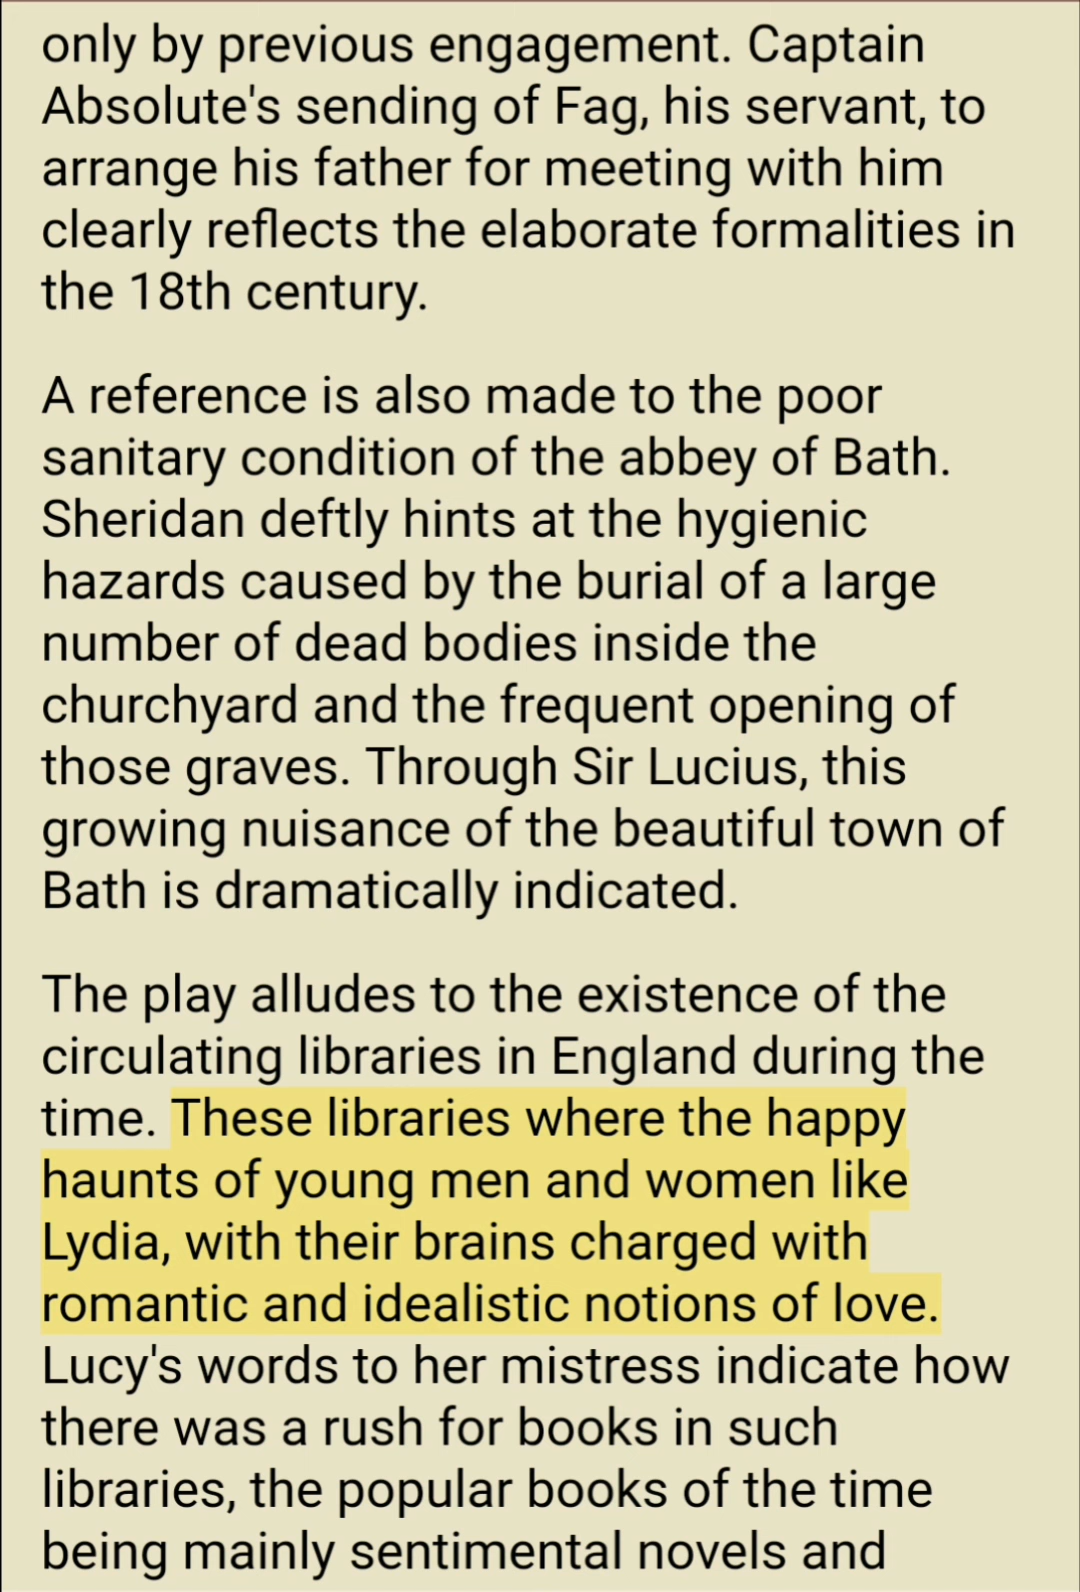 only by previous engagement. Captain
Absolute's sending of Fag, his servant, to
arrange his father for meeting with him
clearly reflects the elaborate formalities in
the 18th century.
A reference is also made to the poor
sanitary condition of the abbey of Bath.
Sheridan deftly hints at the hygienic
hazards caused by the burial of a large
number of dead bodies inside the
churchyard and the frequent opening of
those graves. Through Sir Lucius, this
growing nuisance of the beautiful town of
Bath is dramatically indicated.
The play alludes to the existence of the
circulating libraries in England during the
time. These libraries where the happy
haunts of young men and women like
Lydia, with their brains charged with
romantic and idealistic notions of love.
Lucy's words to her mistress indicate how
there was a rush for books in such
libraries, the popular books of the time
being mainly sentimental novels and